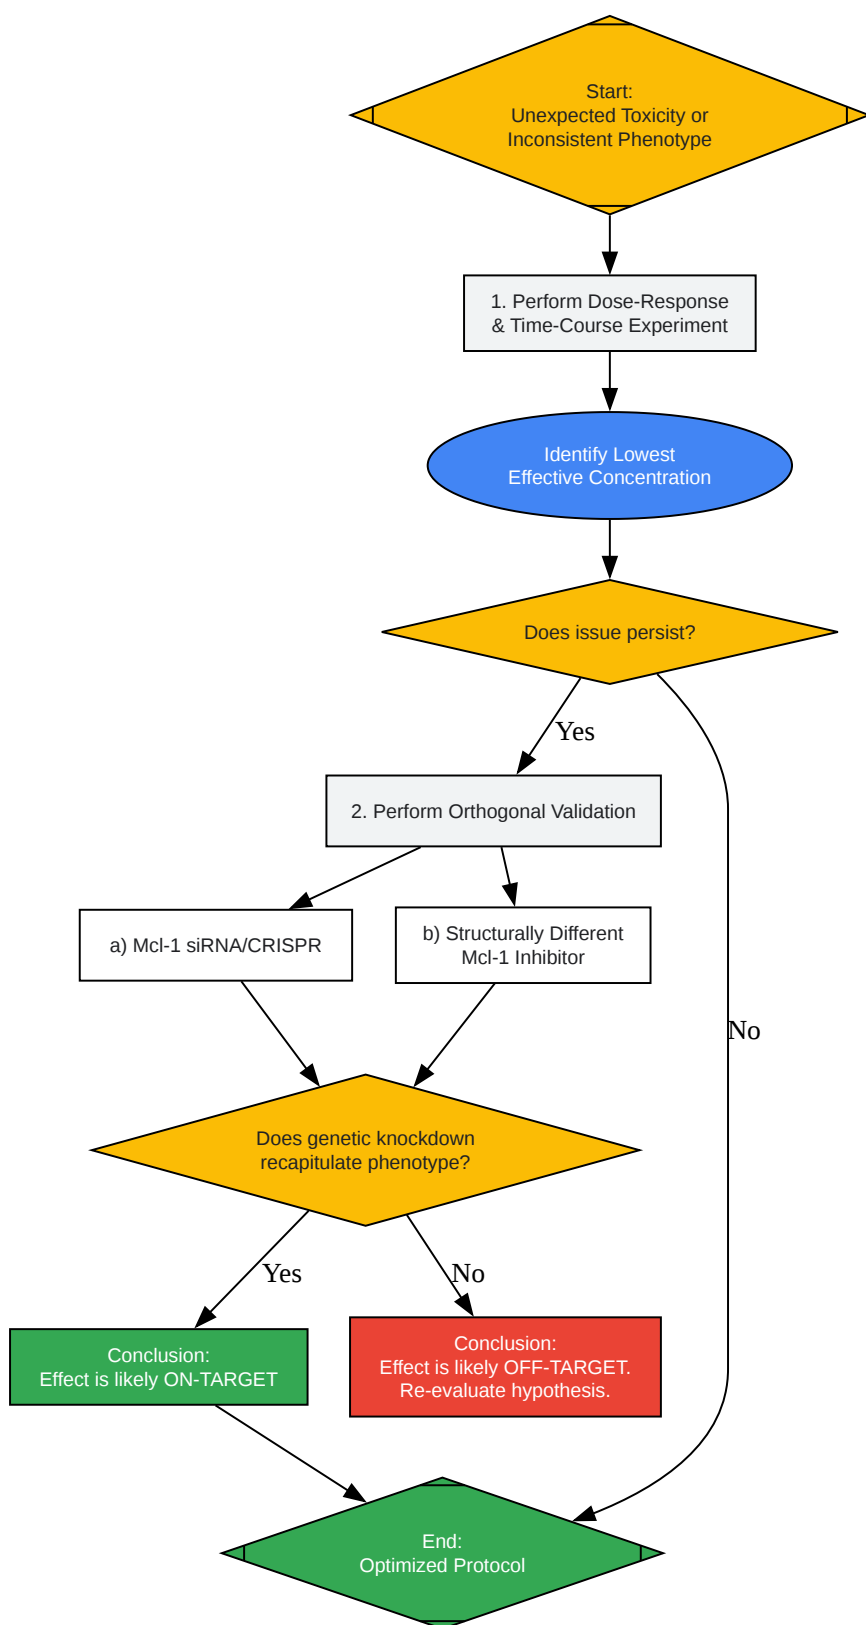 Start:
Unexpected Toxicity or
Inconsistent Phenotype
1. Perform Dose-Response
& Time-Course Experiment
Identify Lowest
Effective Concentration
Does issue persist?
Yes
2. Perform Orthogonal Validation
a) Mcl-1 siRNA/CRISPR
b) Structurally Different
Mcl-1 Inhibitor
No
Does genetic knockdown
recapitulate phenotype?
Yes
No
Conclusion:
Effect is likely ON-TARGET
Conclusion:
Effect is likely OFF-TARGET.
Re-evaluate hypothesis.
End:
Optimized Protocol